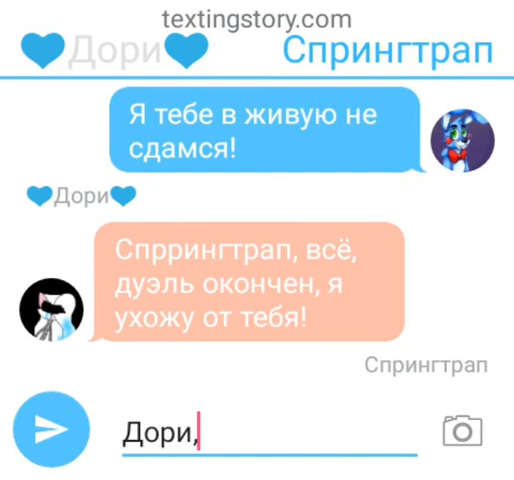 textingstory.com
💙Дори💙 Спрингтрап
Я тебе в живую не
сдамся!
💙Дори💙
Спррингтрап, всё,
дуэль окончен, я
ухожу от тебя!
Спрингтрап
Дори,